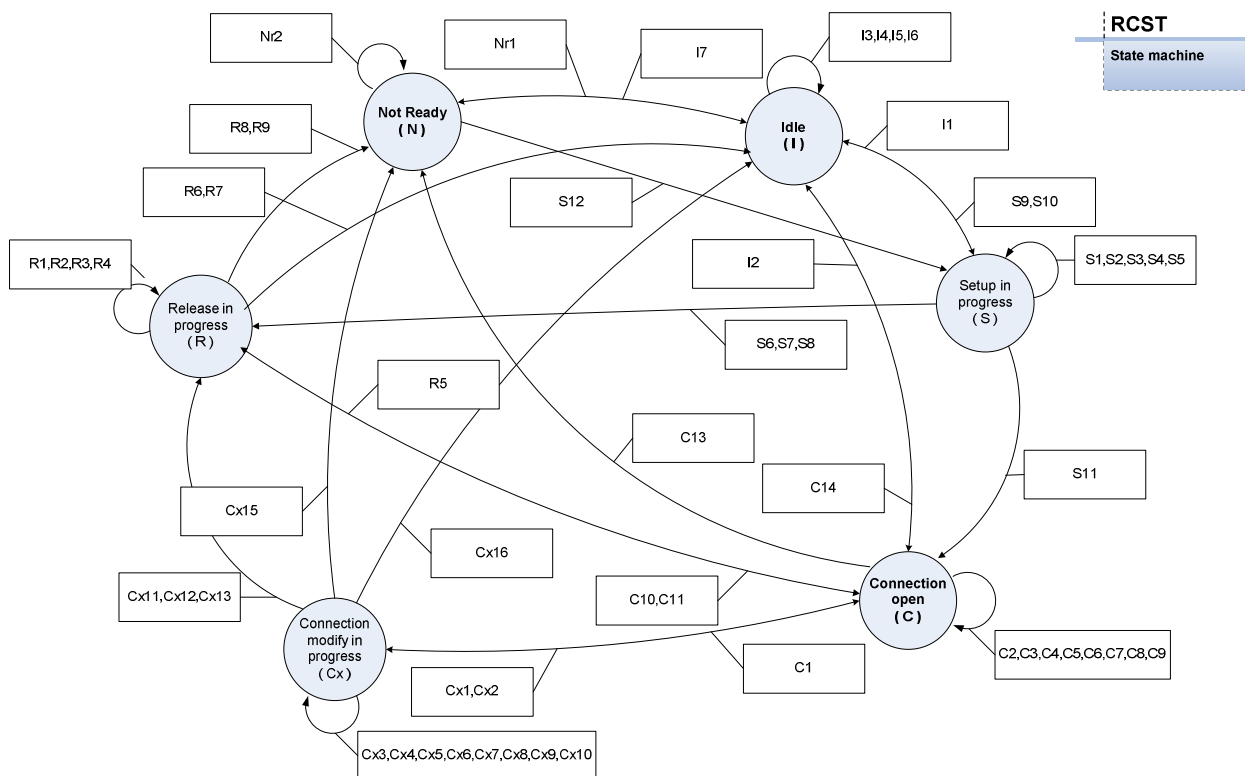 RCST
State machine
Nr2
Nr1
I7
I3,I4,I5,I6
Not Ready
( N )
Idle
( I )
R8,R9
I1
R6,R7
S12
S9,S10
R1,R2,R3,R4
I2
S1,S2,S3,S4,S5
Release in
progress
( R )
Setup in
progress
( S )
S6,S7,S8
R5
C13
C14
S11
Cx15
Cx16
Cx11,Cx12,Cx13
C10,C11
Connection
open
( C )
Connection
modify in
progress
( Cx )
C1
Cx1,Cx2
C2,C3,C4,C5,C6,C7,C8,C9
Cx3,Cx4,Cx5,Cx6,Cx7,Cx8,Cx9,Cx10